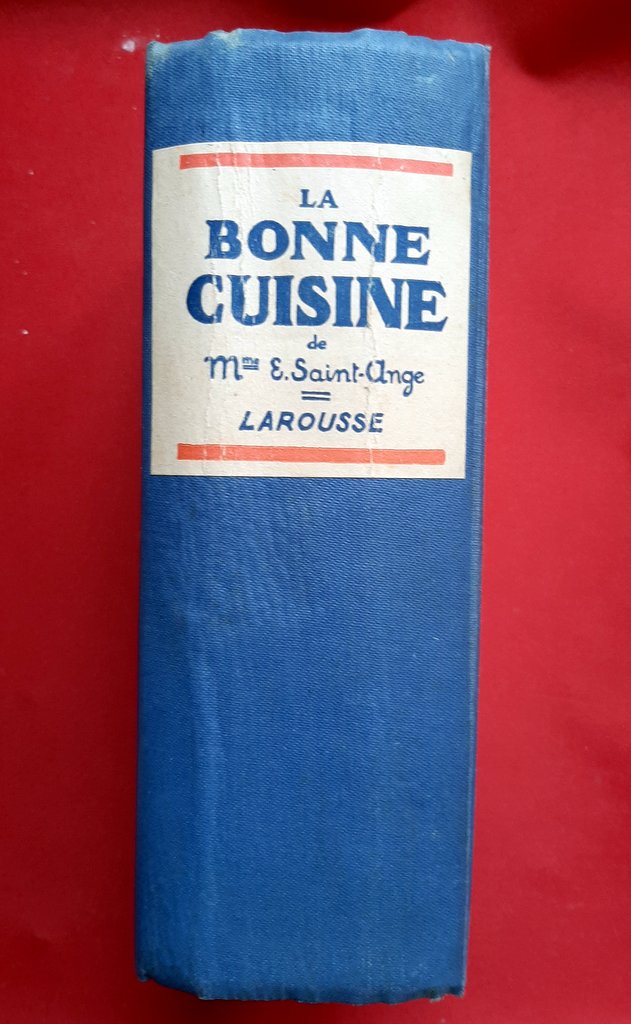 LA
BONNE
CUISINE
de
Mme E. Saint-Ange
LAROUSSE